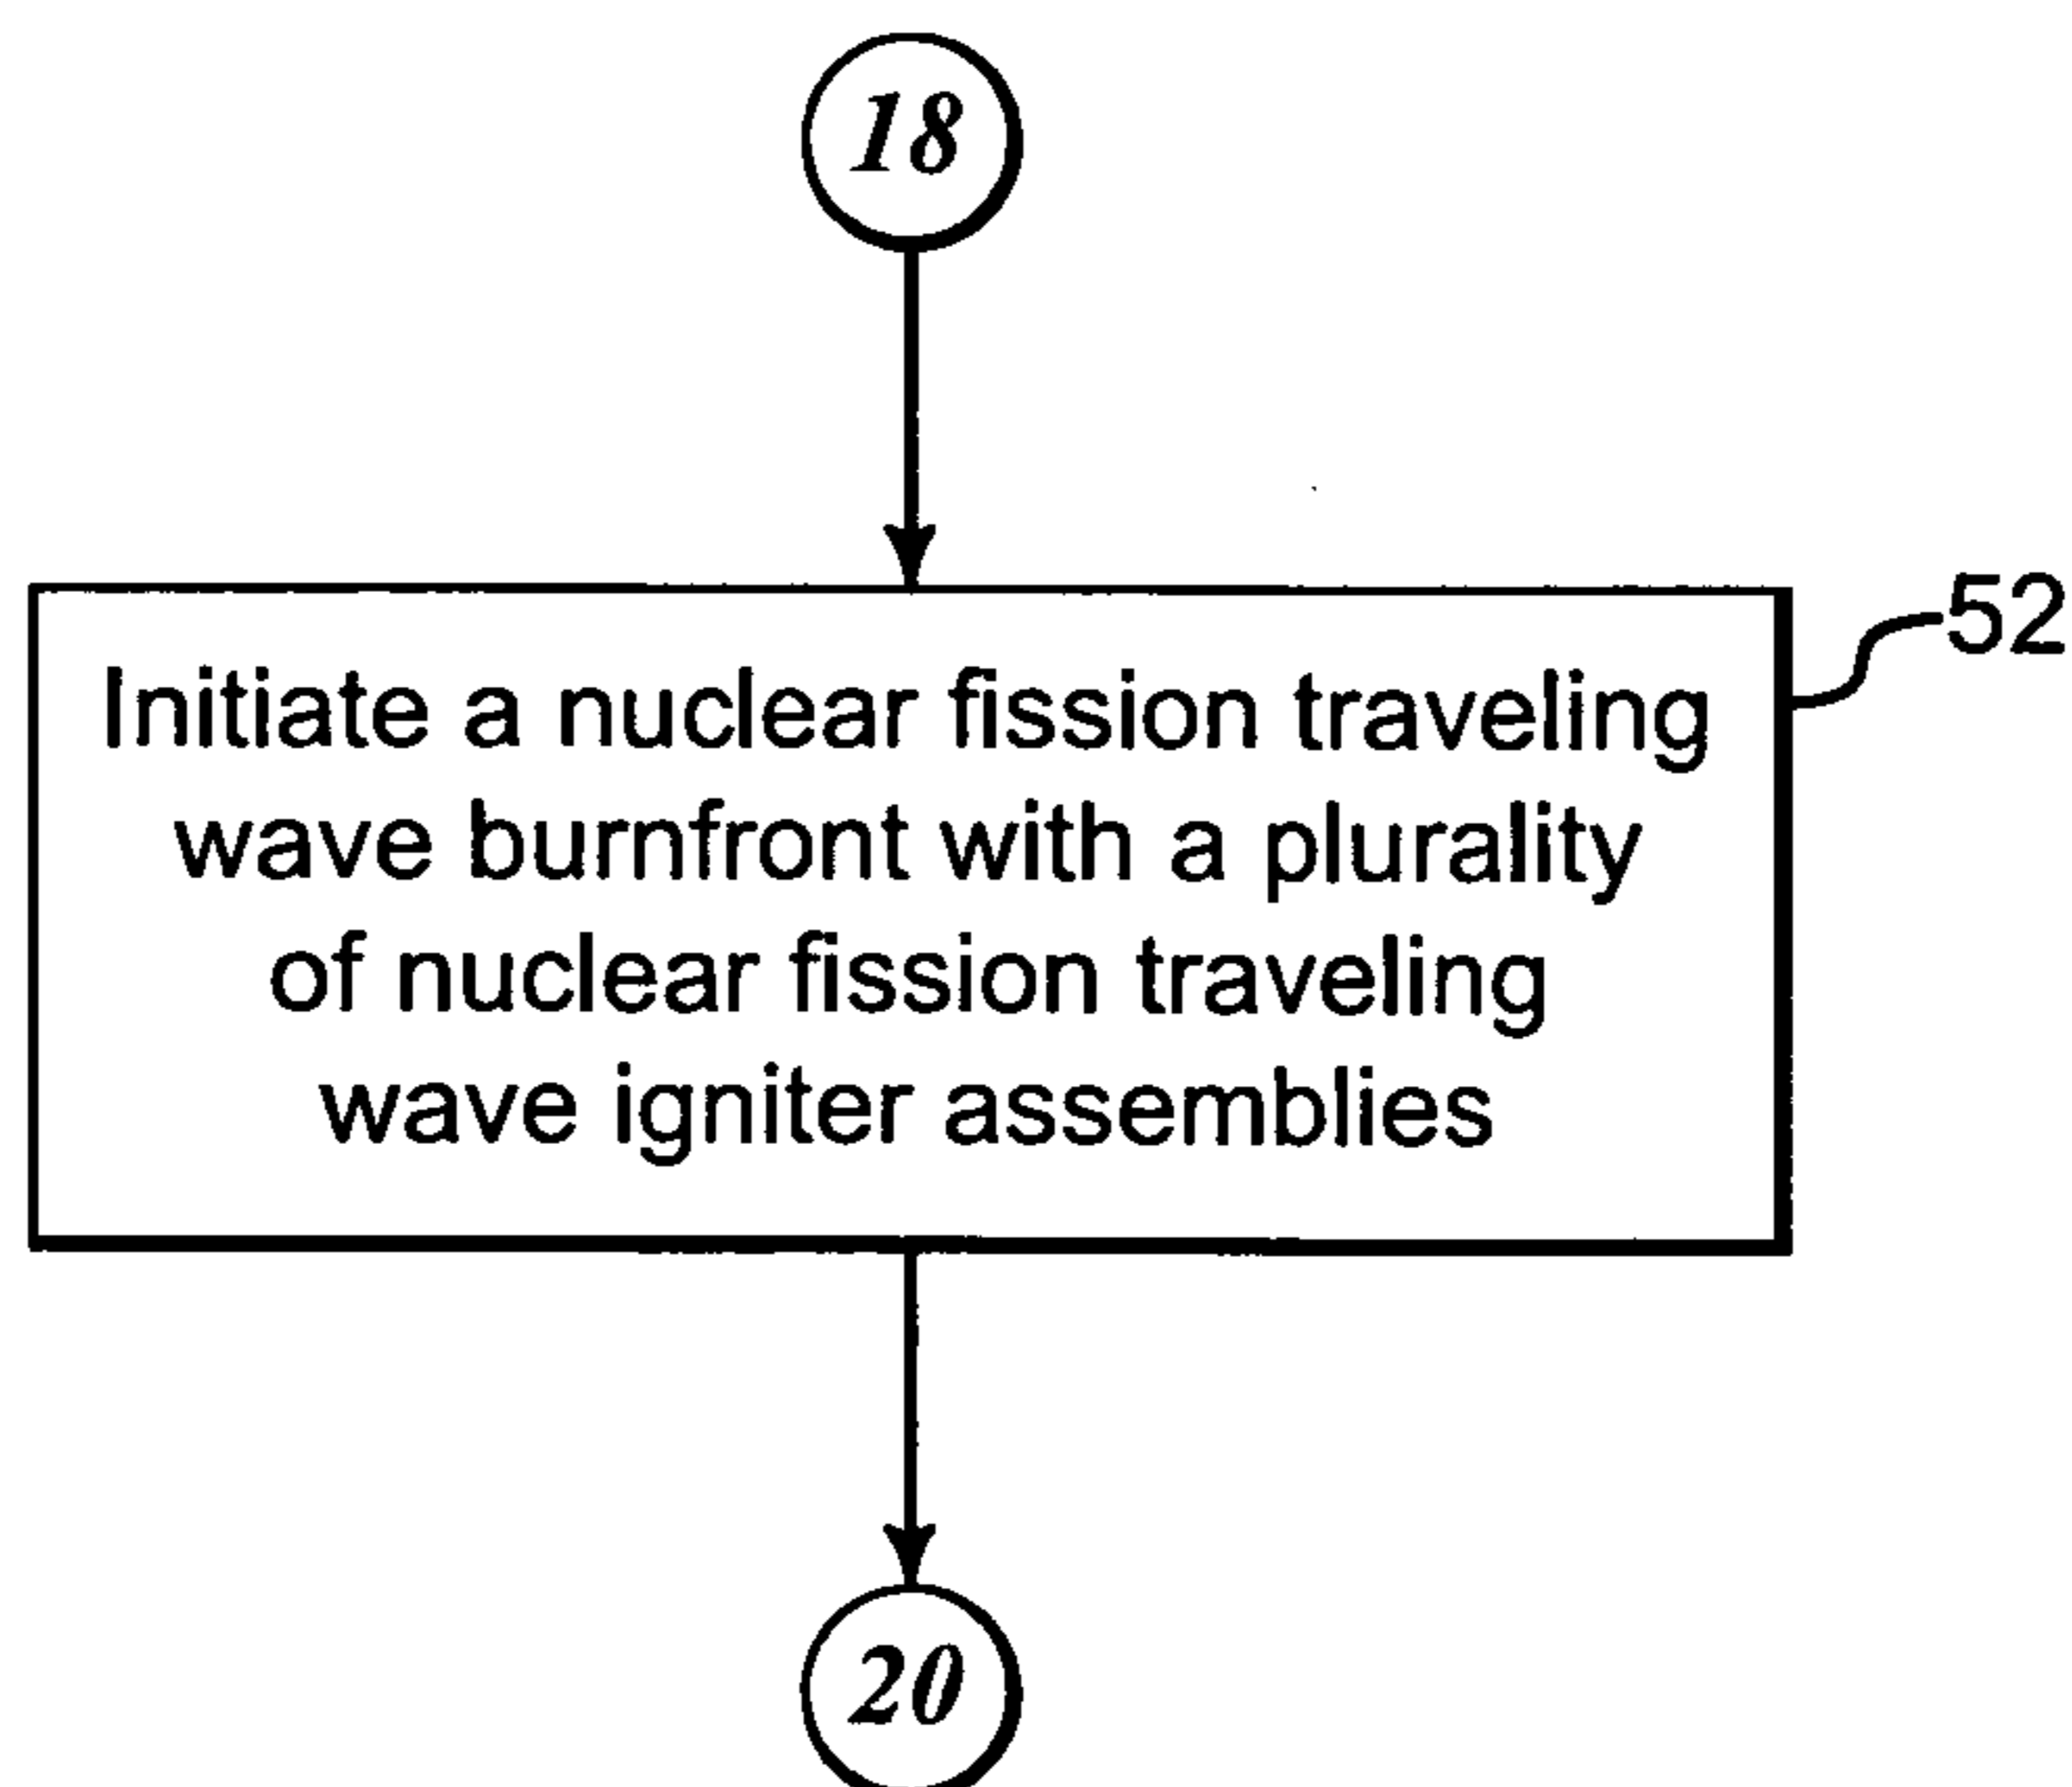 18
52
Initiate a nuclear fission traveling
wave burnfront with a plurality
of nuclear fission traveling
wave igniter assemblies
20